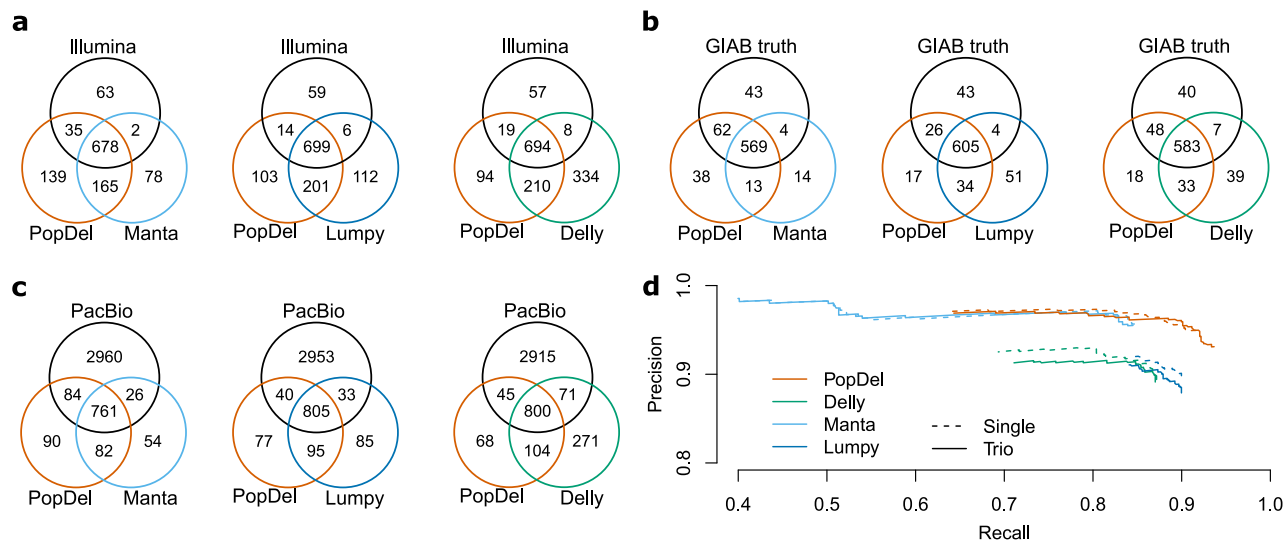 a
Illumina
63
35
2
678
139
165
78
PopDel
Manta
Illumina
59
14
6
699
103
201
112
PopDel
Lumpy
Illumina
57
19
8
694
94
210
334
PopDel
Delly
b
GIAB truth
43
62
4
569
38
13
14
PopDel
Manta
GIAB truth
43
26
4
605
17
34
51
PopDel
Lumpy
GIAB truth
40
48
7
583
18
33
39
PopDel
Delly
c
PacBio
2960
84
26
761
90
82
54
PopDel
Manta
PacBio
2953
40
33
805
77
95
85
PopDel
Lumpy
PacBio
2915
45
71
800
68
104
271
PopDel
Delly
d
Precision
1.0
0.9
0.8
PopDel
Delly
Manta
Lumpy
Single
Trio
0.4
0.5
0.6
0.7
0.8
0.9
1.0
Recall